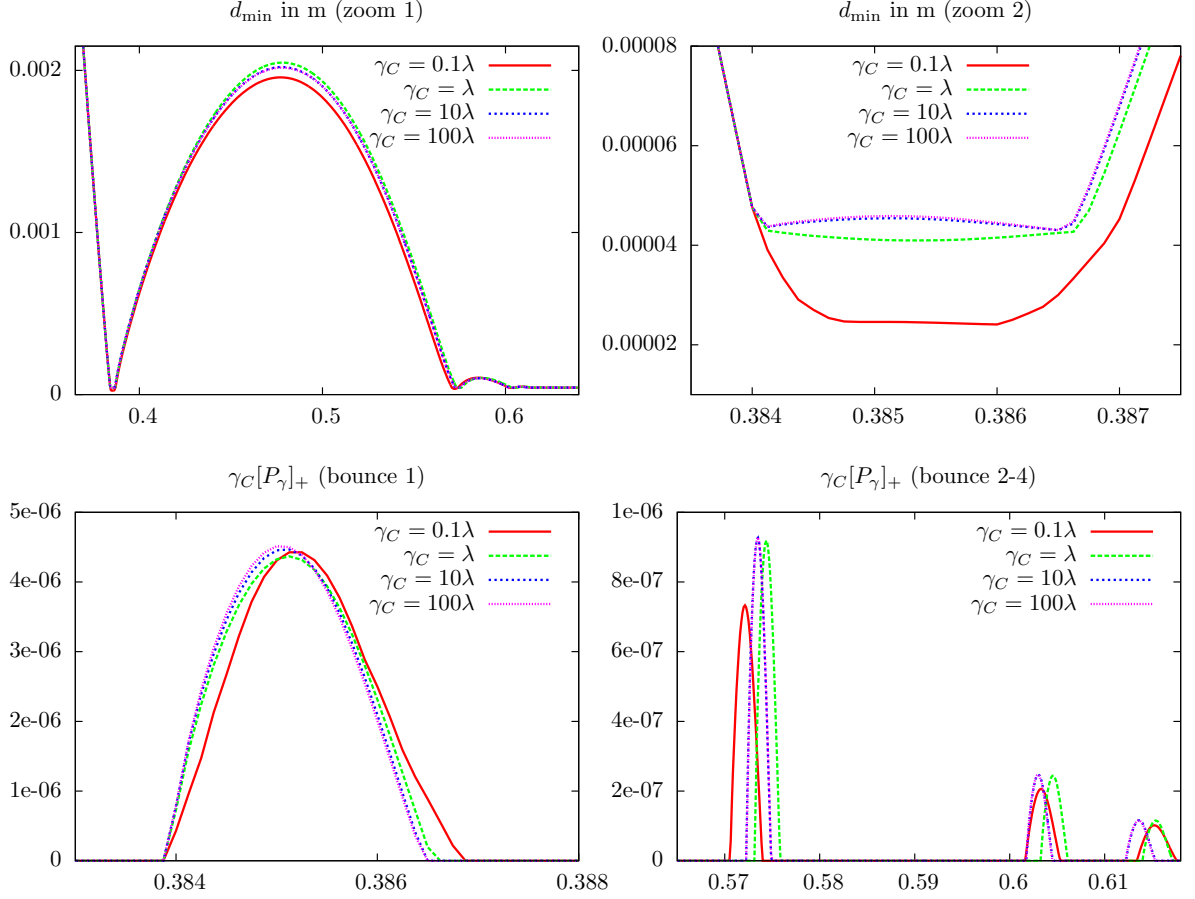 d_min in m (zoom 1)
0.002
0.001
0
0.4 0.5 0.6
γ_C = 0.1λ
γ_C = λ
γ_C = 10λ
γ_C = 100λ
d_min in m (zoom 2)
0.00008
0.00006
0.00004
0.00002
0.384 0.385 0.386 0.387
γ_C = 0.1λ
γ_C = λ
γ_C = 10λ
γ_C = 100λ
γ_C[P_γ]_+ (bounce 1)
5e-06
4e-06
3e-06
2e-06
1e-06
0
0.384 0.386 0.388
γ_C = 0.1λ
γ_C = λ
γ_C = 10λ
γ_C = 100λ
γ_C[P_γ]_+ (bounce 2-4)
1e-06
8e-07
6e-07
4e-07
2e-07
0
0.57 0.58 0.59 0.6 0.61
γ_C = 0.1λ
γ_C = λ
γ_C = 10λ
γ_C = 100λ